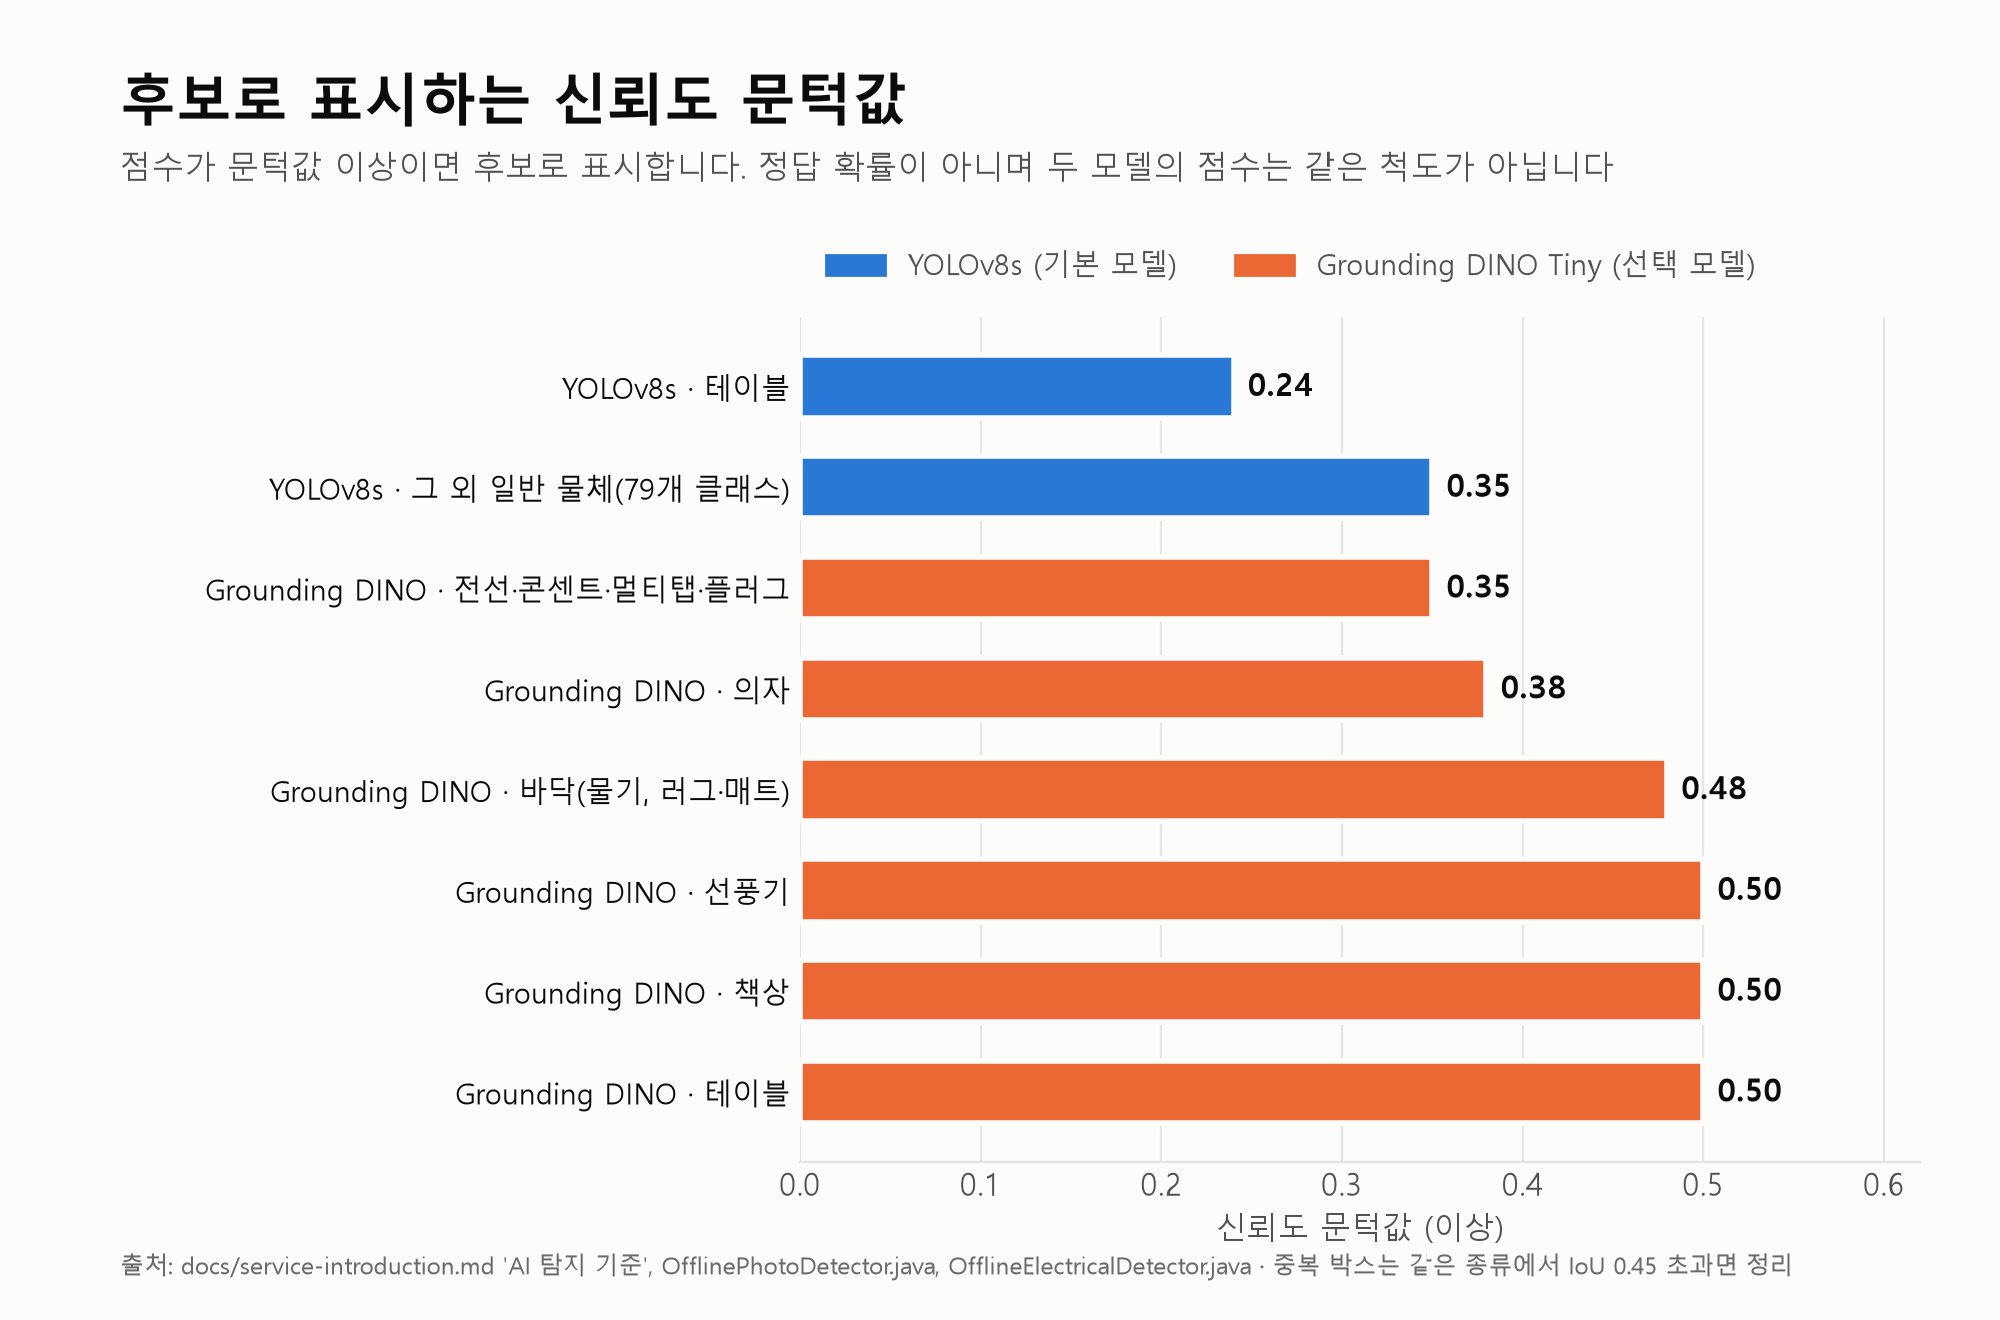 후보로 표시하는 신뢰도 문턱값
점수가 문턱값 이상이면 후보로 표시합니다. 정답 확률이 아니며 두 모델의 점수는 같은 척도가 아닙니다
YOLOv8s (기본 모델)
Grounding DINO Tiny (선택 모델)
YOLOv8s · 테이블
0.24
YOLOv8s · 그 외 일반 물체(79개 클래스)
0.35
Grounding DINO · 전선·콘센트·멀티탭·플러그
0.35
Grounding DINO · 의자
0.38
Grounding DINO · 바닥(물기, 러그·매트)
0.48
Grounding DINO · 선풍기
0.50
Grounding DINO · 책상
0.50
Grounding DINO · 테이블
0.50
0.0 0.1 0.2 0.3 0.4 0.5 0.6
신뢰도 문턱값 (이상)
출처: docs/service-introduction.md 'AI 탐지 기준', OfflinePhotoDetector.java, OfflineElectricalDetector.java · 중복 박스는 같은 종류에서 IoU 0.45 초과면 정리